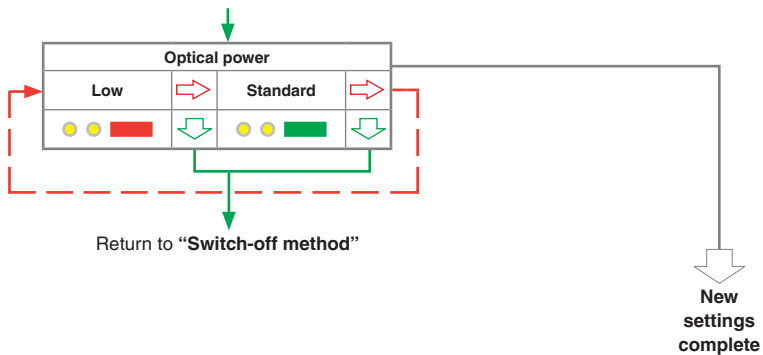 Optical power
Low
Standard
Return to “Switch-off method”
New
settings
complete